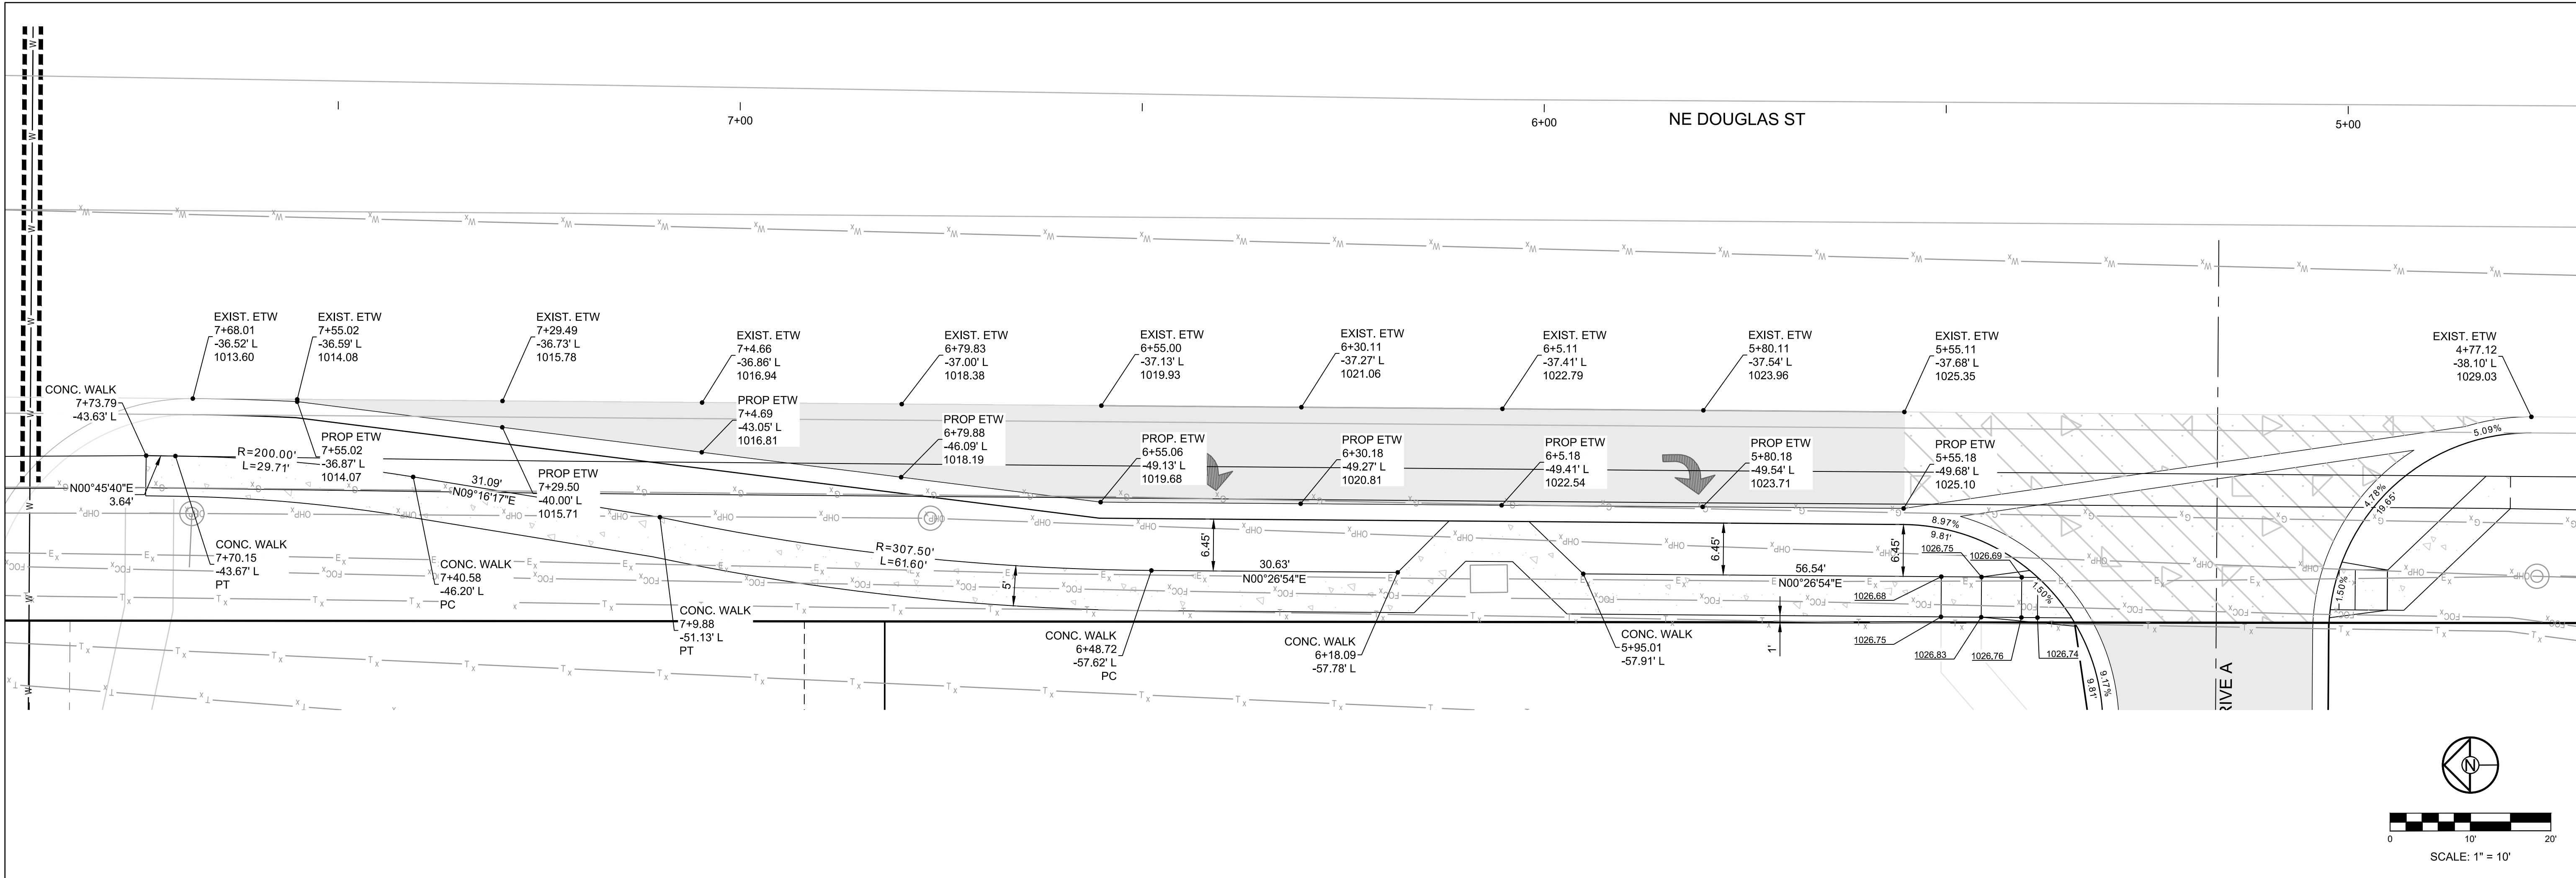 7+00
6+00
NE DOUGLAS ST
5+00
EXIST. ETW
7+68.01
-36.52' L
1013.60
EXIST. ETW
7+55.02
-36.59' L
1014.08
EXIST. ETW
7+29.49
-36.73' L
1015.78
EXIST. ETW
7+4.66
-36.86' L
1016.94
EXIST. ETW
6+79.83
-37.00' L
1018.38
EXIST. ETW
6+55.00
-37.13' L
1019.93
EXIST. ETW
6+30.11
-37.27' L
1021.06
EXIST. ETW
6+5.11
-37.41' L
1022.79
EXIST. ETW
5+80.11
-37.54' L
1023.96
EXIST. ETW
5+55.11
-37.68' L
1025.35
EXIST. ETW
4+77.12
-38.10' L
1029.03
CONC. WALK
7+73.79
-43.63' L
PROP ETW
7+55.02
-36.87' L
1014.07
PROP ETW
7+29.50
-40.00' L
1015.71
PROP ETW
7+4.69
-43.05' L
1016.81
PROP ETW
6+79.88
-46.09' L
1018.19
PROP. ETW
6+55.06
-49.13' L
1019.68
PROP ETW
6+30.18
-49.27' L
1020.81
PROP ETW
6+5.18
-49.41' L
1022.54
PROP ETW
5+80.18
-49.54' L
1023.71
PROP ETW
5+55.18
-49.68' L
1025.10
R=200.00'
L=29.71'
N00°45'40"E
3.64'
31.09'
N09°16'17"E
R=307.50'
L=61.60'
5'
6.45'
30.63'
N00°26'54"E
6.45'
56.54'
N00°26'54"E
6.45'
1'
8.97%
9.81'
1026.75
1026.69
1026.68
1.50%
1026.75
1026.83
1026.76
1026.74
9.17%
9.81'
5.09%
4.78%
19.65'
1.50%
CONC. WALK
7+70.15
-43.67' L
PT
CONC. WALK
7+40.58
-46.20' L
PC
CONC. WALK
7+9.88
-51.13' L
PT
CONC. WALK
6+48.72
-57.62' L
PC
CONC. WALK
6+18.09
-57.78' L
CONC. WALK
5+95.01
-57.91' L
RIVE A
N
0
10'
20'
SCALE: 1" = 10'